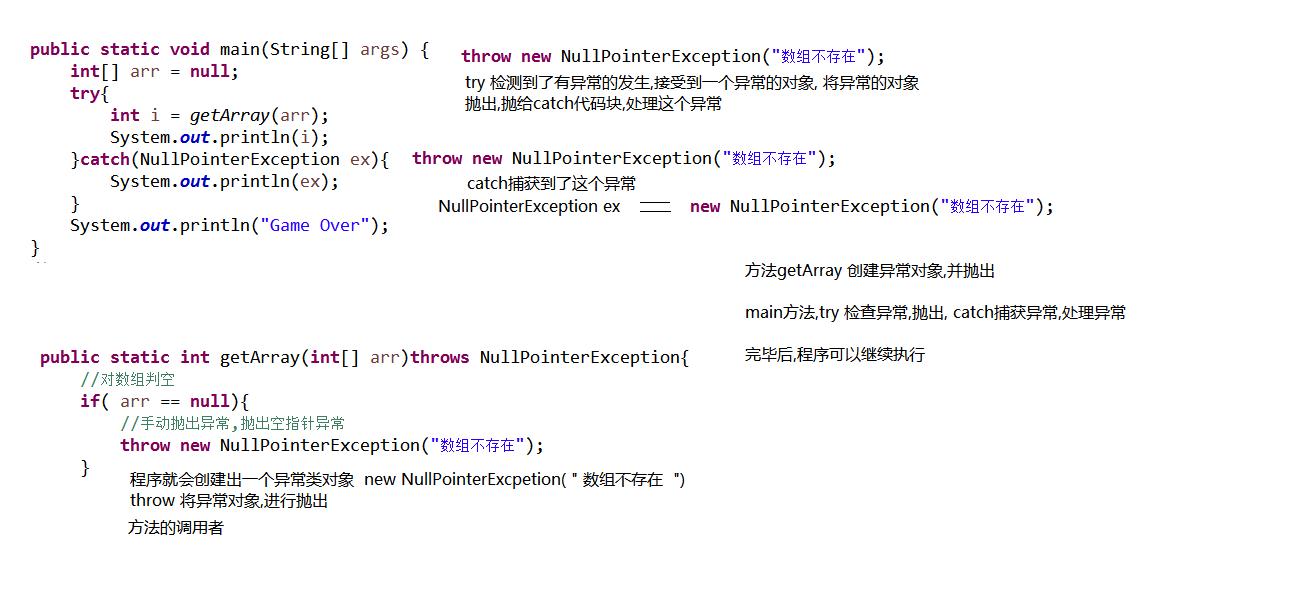 public static void main(String[] args) {
int[] arr = null;
try{
int i = getArray(arr);
System.out.println(i);
}catch(NullPointerException ex){
System.out.println(ex);
}
System.out.println("Game Over");
}
throw new NullPointerException("数组不存在");
try 检测到了有异常的发生,接受到一个异常的对象, 将异常的对象
抛出,抛给catch代码块,处理这个异常
throw new NullPointerException("数组不存在");
catch捕获到了这个异常
NullPointerException ex new NullPointerException("数组不存在");
方法getArray 创建异常对象,并抛出
main方法,try 检查异常,抛出, catch捕获异常,处理异常
完毕后,程序可以继续执行
public static int getArray(int[] arr)throws NullPointerException{
//对数组判空
if( arr == null){
//手动抛出异常,抛出空指针异常
throw new NullPointerException("数组不存在");
}
程序就会创建出一个异常类对象 new NullPointerExcpetion( " 数组不存在 ")
throw 将异常对象,进行抛出
方法的调用者